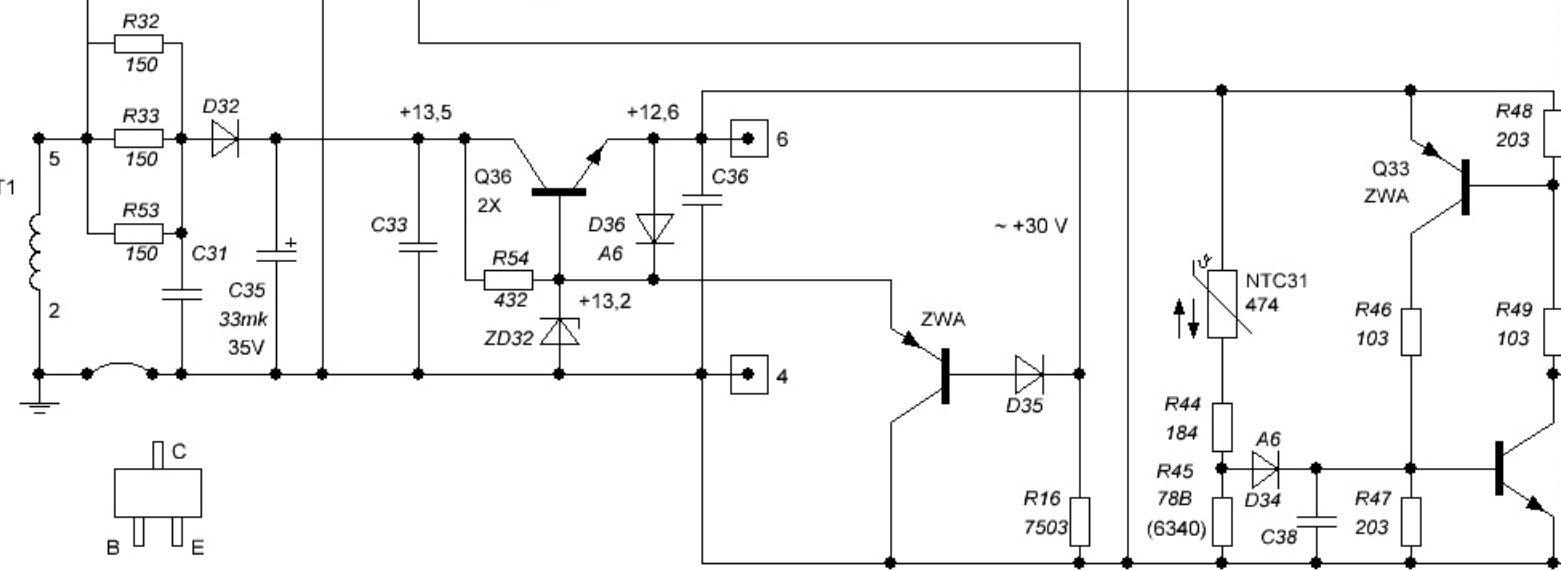 R32
150
R33
150
R53
150
D32
5
T1
2
C31
C35
33mk
35V
+
+13,5
C33
Q36
2X
R54
432
+13,2
ZD32
+12,6
D36
A6
C36
6
4
ZWA
D35
~ +30 V
R16
7503
NTC31
474
R44
184
R45
78B
(6340)
A6
D34
C38
Q33
ZWA
R46
103
R47
203
R48
203
R49
103
C
B
E